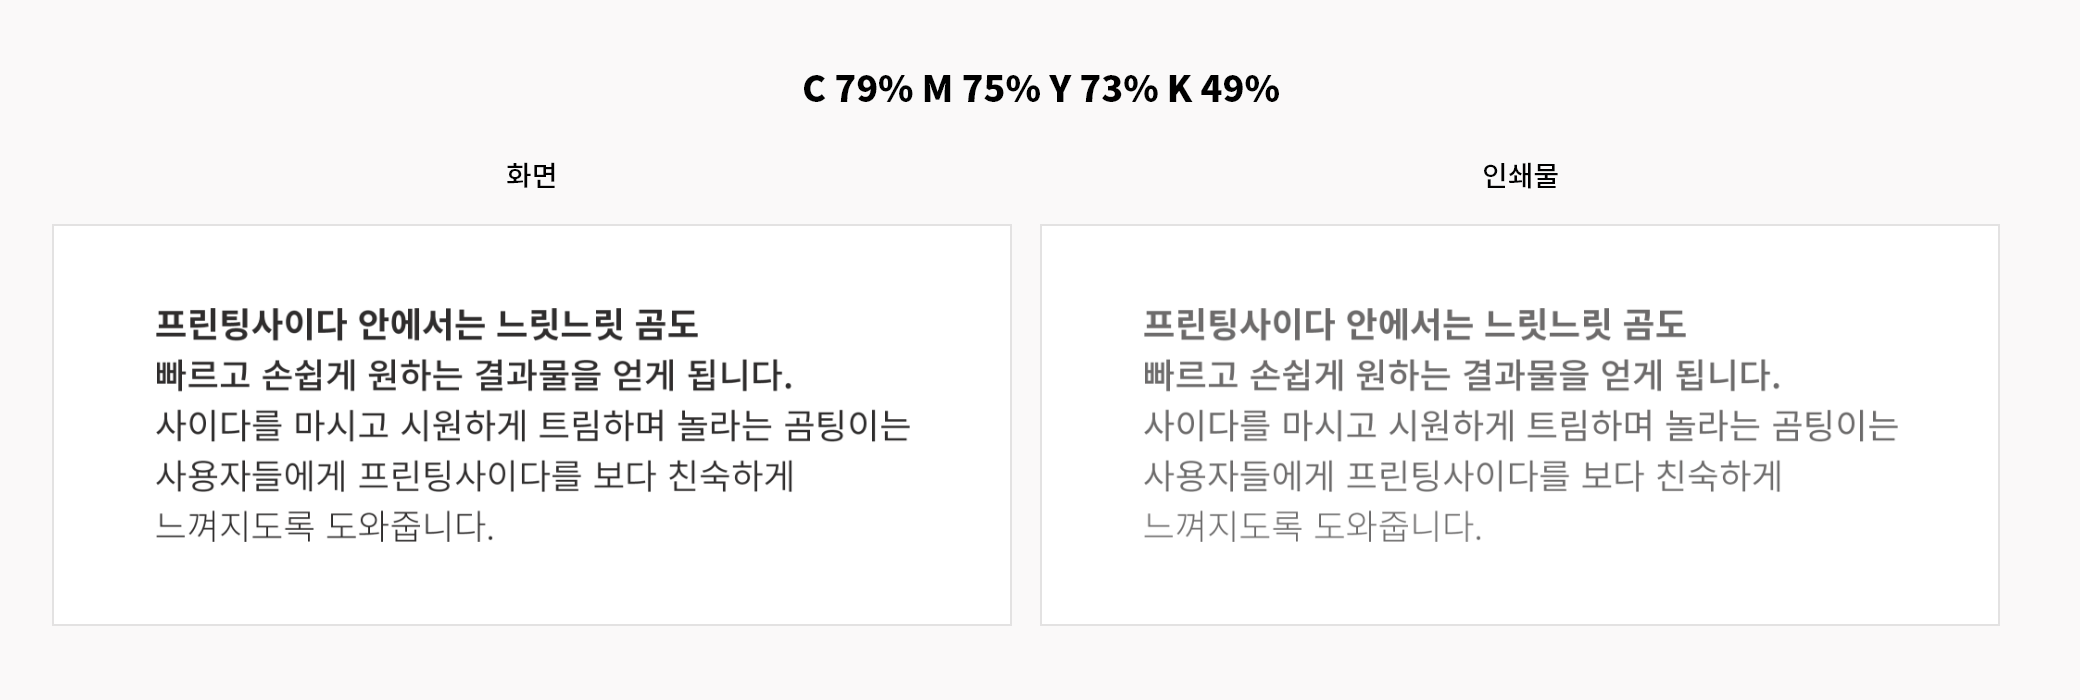 C 79% M 75% Y 73% K 49%
화면
프린팅사이다 안에서는 느릿느릿 곰도
빠르고 손쉽게 원하는 결과물을 얻게 됩니다.
사이다를 마시고 시원하게 트림하며 놀라는 곰팅이는
사용자들에게 프린팅사이다를 보다 친숙하게
느껴지도록 도와줍니다.
인쇄물
프린팅사이다 안에서는 느릿느릿 곰도
빠르고 손쉽게 원하는 결과물을 얻게 됩니다.
사이다를 마시고 시원하게 트림하며 놀라는 곰팅이는
사용자들에게 프린팅사이다를 보다 친숙하게
느껴지도록 도와줍니다.